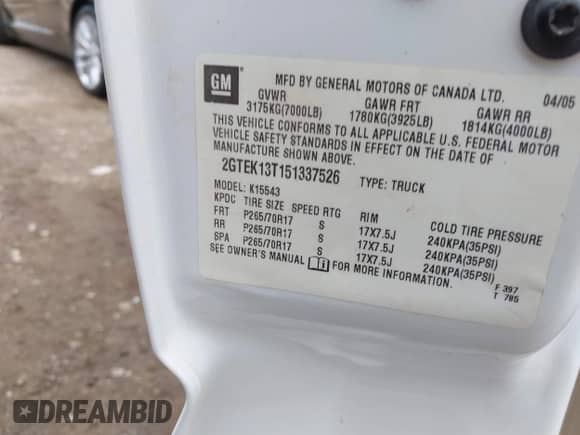 GM
MFD BY GENERAL MOTORS OF CANADA LTD. 04/05
GVWR GAWR FRT GAWR RR
3175KG(7000LB) 1780KG(3925LB) 1814KG(4000LB)
THIS VEHICLE CONFORMS TO ALL APPLICABLE U.S. FEDERAL MOTOR
VEHICLE SAFETY STANDARDS IN EFFECT ON THE DATE OF
MANUFACTURE SHOWN ABOVE.
2GTEK13T151337526 TYPE: TRUCK
MODEL: K15543
KPDC TIRE SIZE SPEED RTG RIM COLD TIRE PRESSURE
FRT P265/70R17 S 17X7.5J 240KPA(35PSI)
RR P265/70R17 S 17X7.5J 240KPA(35PSI)
SPA P265/70R17 S 17X7.5J 240KPA(35PSI)
SEE OWNER'S MANUAL FOR MORE INFORMATION.
F 397
T 785
DREAMBID